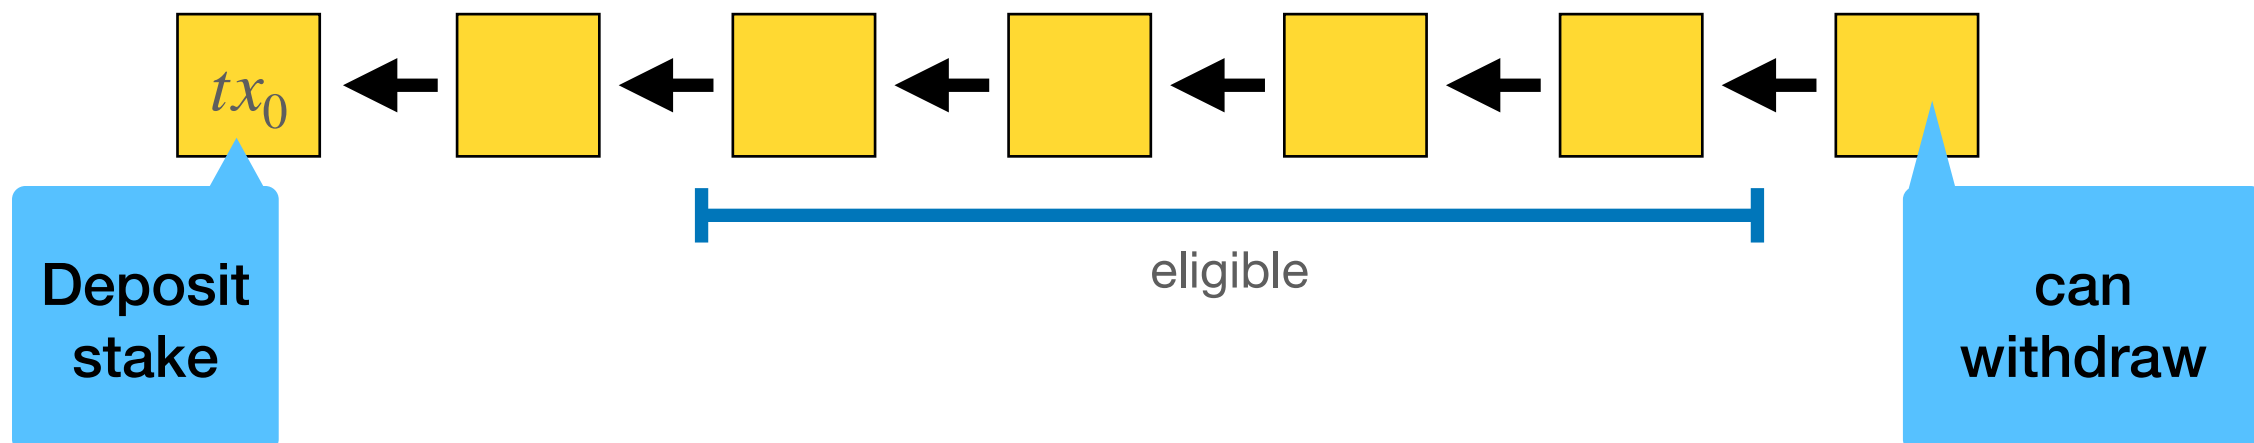 tx₀
eligible
Deposit
stake
can
withdraw